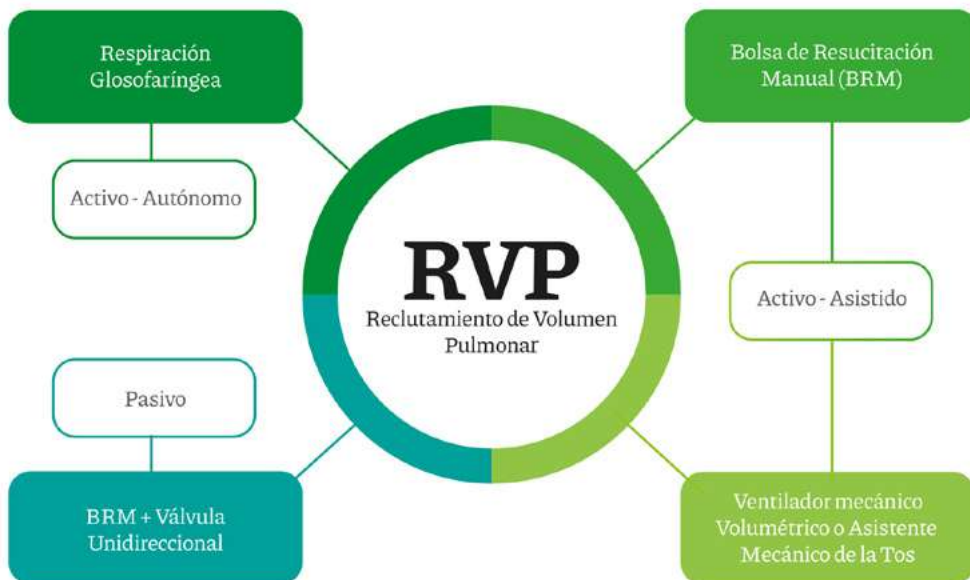 Respiración
Glosofaríngea
Bolsa de Resucitación
Manual (BRM)
Activo - Autónomo
RVP
Reclutamiento de Volumen
Pulmonar
Activo - Asistido
Pasivo
BRM + Válvula
Unidireccional
Ventilador mecánico
Volumétrico o Asistente
Mecánico de la Tos